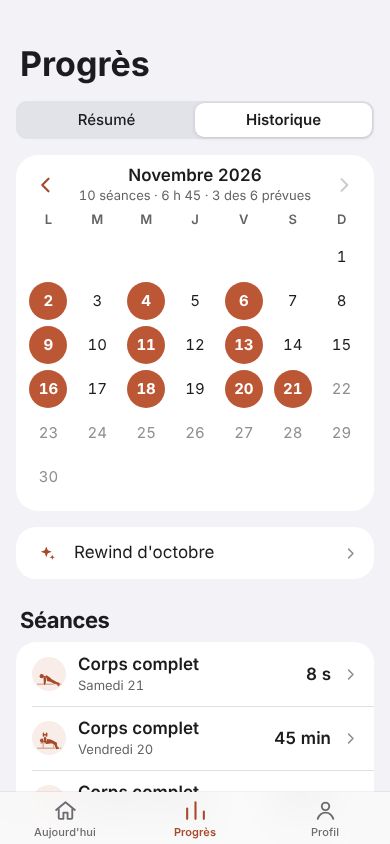 Progrès
Résumé Historique
Novembre 2026
10 séances · 6 h 45 · 3 des 6 prévues
L M M J V S D
1
2 3 4 5 6 7 8
9 10 11 12 13 14 15
16 17 18 19 20 21 22
23 24 25 26 27 28 29
30
Rewind d'octobre
Séances
Corps complet
8 s
Samedi 21
Corps complet
45 min
Vendredi 20
Corps complet
Aujourd'hui Progrès Profil